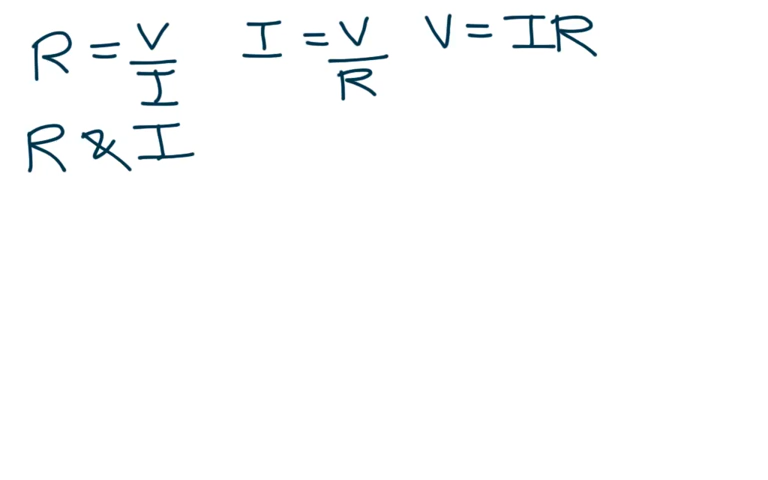 R = V/I I = V/R V = IR
R & I